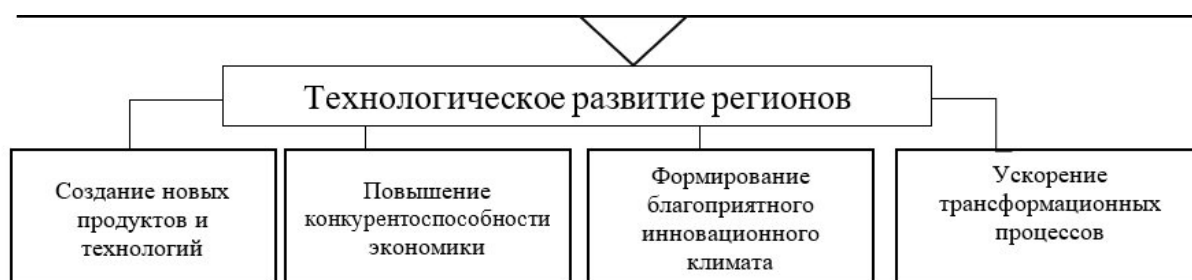 Технологическое развитие регионов
Создание новых
продуктов и
технологий
Повышение
конкурентоспособности
экономики
Формирование
благоприятного
инновационного
климата
Ускорение
трансформационных
процессов